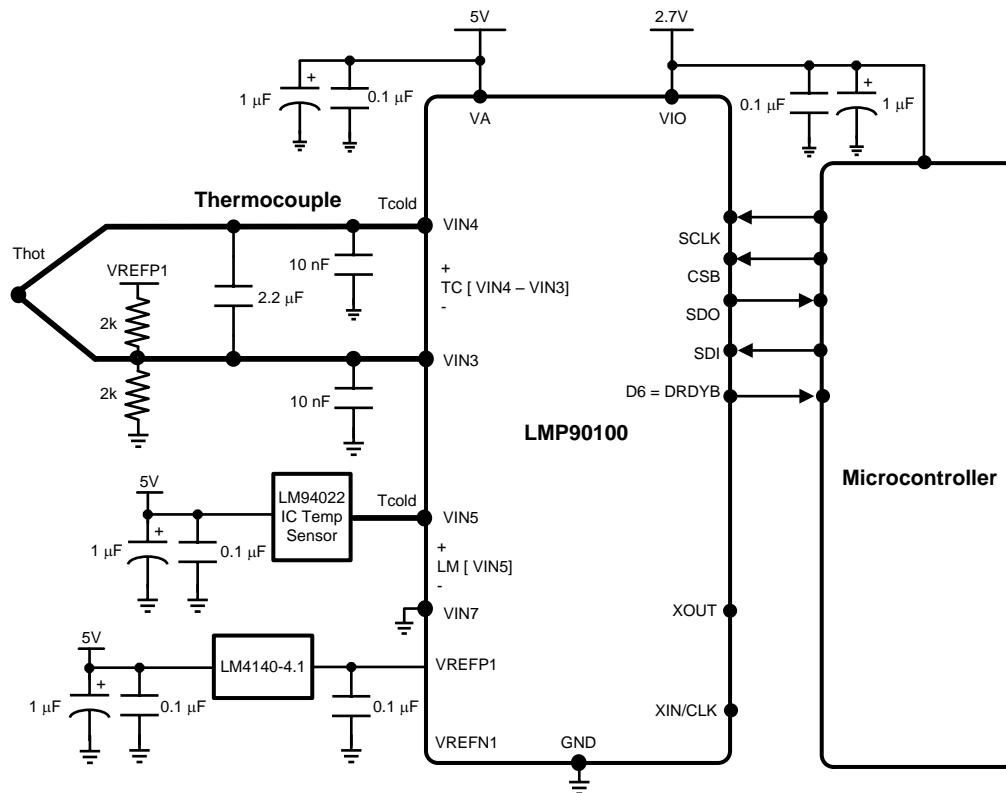 5V
2.7V
+
1 µF
0.1 µF
0.1 µF
+
1 µF
VA
VIO
Thermocouple
Tcold
VIN4
Thot
VREFP1
2k
2.2 µF
10 nF
+
TC [ VIN4 – VIN3]
-
2k
VIN3
10 nF
SCLK
CSB
SDO
SDI
D6 = DRDYB
LMP90100
Microcontroller
5V
+
1 µF
0.1 µF
LM94022
IC Temp
Sensor
Tcold
VIN5
+
LM [ VIN5]
-
VIN7
XOUT
5V
+
1 µF
0.1 µF
LM4140-4.1
0.1 µF
VREFP1
XIN/CLK
VREFN1
GND